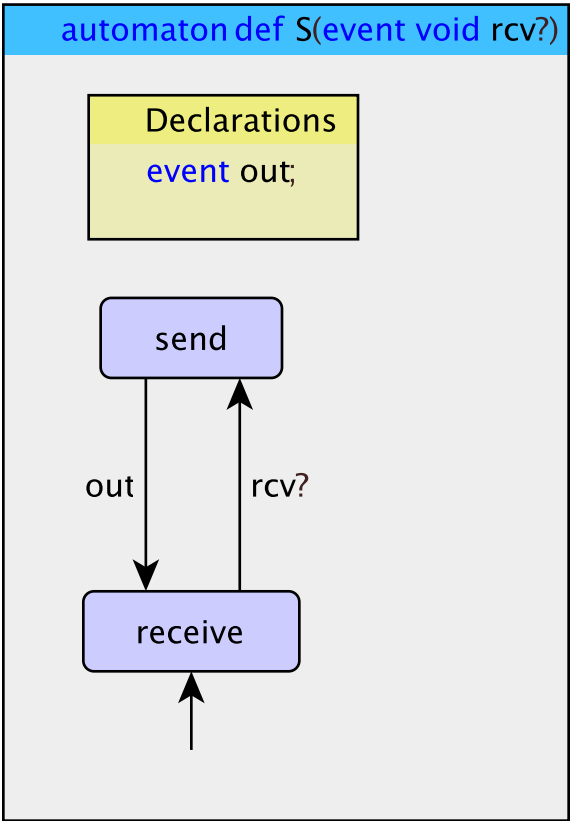 automaton def S(event void rcv?)
Declarations
event out;
send
out
rcv?
receive